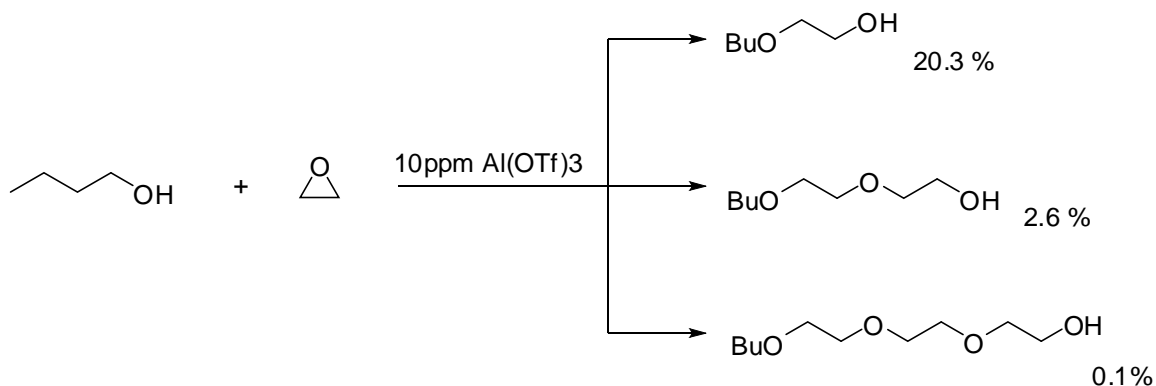 BuO OH
20.3 %
OH + O 10ppm Al(OTf)3
BuO O OH
2.6 %
BuO O O OH
0.1%